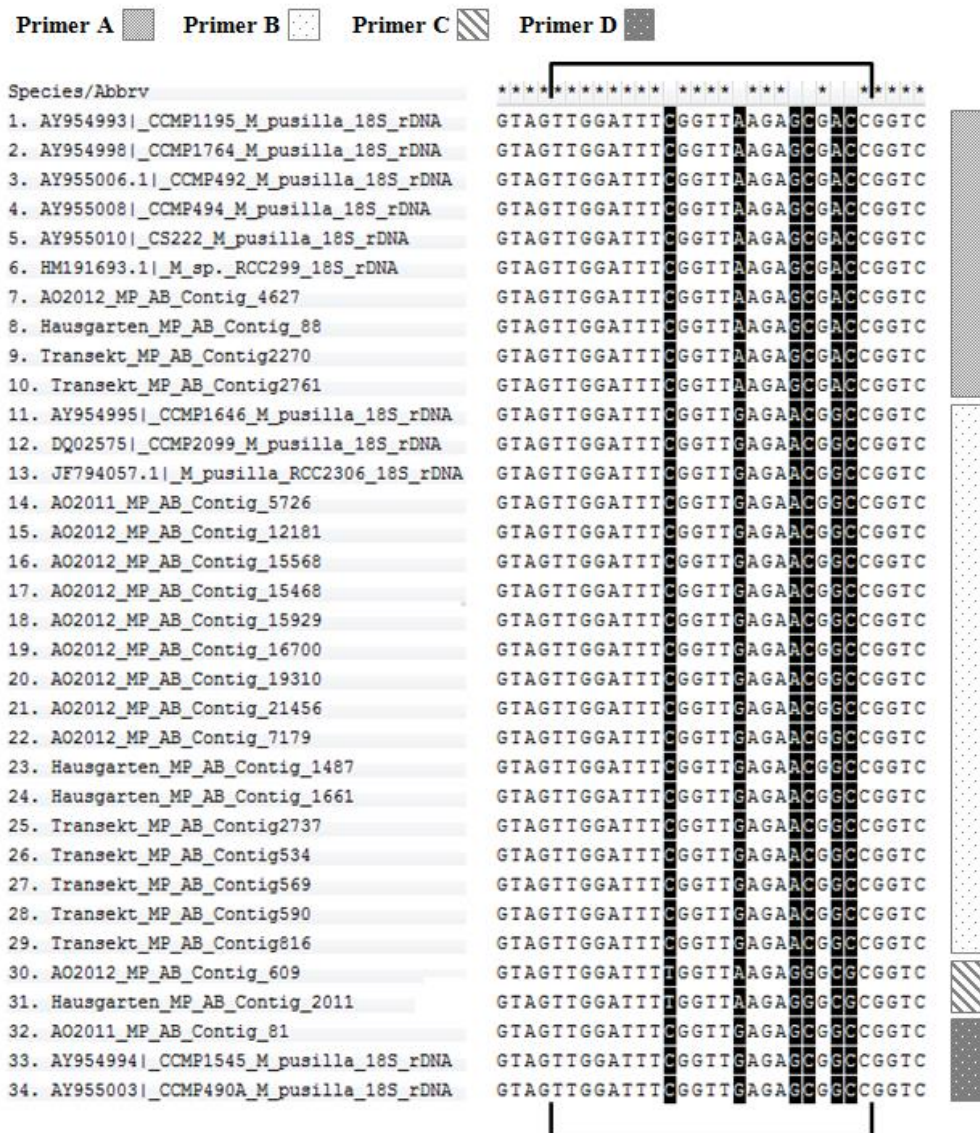 Primer A Primer B Primer C Primer D
Species/Abbrv ************ **** *** * *****
1. AY954993|_CCMP1195_M_pusilla_18S_rDNA GTAGTTGGATTTCGGTTAAGAGCGACCGGTC
2. AY954998|_CCMP1764_M_pusilla_18S_rDNA GTAGTTGGATTTCGGTTAAGAGCGACCGGTC
3. AY955006.1|_CCMP492_M_pusilla_18S_rDNA GTAGTTGGATTTCGGTTAAGAGCGACCGGTC
4. AY955008|_CCMP494_M_pusilla_18S_rDNA GTAGTTGGATTTCGGTTAAGAGCGACCGGTC
5. AY955010|_CS222_M_pusilla_18S_rDNA GTAGTTGGATTTCGGTTAAGAGCGACCGGTC
6. HM191693.1|_M_sp._RCC299_18S_rDNA GTAGTTGGATTTCGGTTAAGAGCGACCGGTC
7. AO2012_MP_AB_Contig_4627 GTAGTTGGATTTCGGTTAAGAGCGACCGGTC
8. Hausgarten_MP_AB_Contig_88 GTAGTTGGATTTCGGTTAAGAGCGACCGGTC
9. Transekt_MP_AB_Contig2270 GTAGTTGGATTTCGGTTAAGAGCGACCGGTC
10. Transekt_MP_AB_Contig2761 GTAGTTGGATTTCGGTTAAGAGCGACCGGTC
11. AY954995|_CCMP1646_M_pusilla_18S_rDNA GTAGTTGGATTTCGGTTGAGAACGGCCGGTC
12. DQ02575|_CCMP2099_M_pusilla_18S_rDNA GTAGTTGGATTTCGGTTGAGAACGGCCGGTC
13. JF794057.1|_M_pusilla_RCC2306_18S_rDNA GTAGTTGGATTTCGGTTGAGAACGGCCGGTC
14. AO2011_MP_AB_Contig_5726 GTAGTTGGATTTCGGTTGAGAACGGCCGGTC
15. AO2012_MP_AB_Contig_12181 GTAGTTGGATTTCGGTTGAGAACGGCCGGTC
16. AO2012_MP_AB_Contig_15568 GTAGTTGGATTTCGGTTGAGAACGGCCGGTC
17. AO2012_MP_AB_Contig_15468 GTAGTTGGATTTCGGTTGAGAACGGCCGGTC
18. AO2012_MP_AB_Contig_15929 GTAGTTGGATTTCGGTTGAGAACGGCCGGTC
19. AO2012_MP_AB_Contig_16700 GTAGTTGGATTTCGGTTGAGAACGGCCGGTC
20. AO2012_MP_AB_Contig_19310 GTAGTTGGATTTCGGTTGAGAACGGCCGGTC
21. AO2012_MP_AB_Contig_21456 GTAGTTGGATTTCGGTTGAGAACGGCCGGTC
22. AO2012_MP_AB_Contig_7179 GTAGTTGGATTTCGGTTGAGAACGGCCGGTC
23. Hausgarten_MP_AB_Contig_1487 GTAGTTGGATTTCGGTTGAGAACGGCCGGTC
24. Hausgarten_MP_AB_Contig_1661 GTAGTTGGATTTCGGTTGAGAACGGCCGGTC
25. Transekt_MP_AB_Contig2737 GTAGTTGGATTTCGGTTGAGAACGGCCGGTC
26. Transekt_MP_AB_Contig534 GTAGTTGGATTTCGGTTGAGAACGGCCGGTC
27. Transekt_MP_AB_Contig569 GTAGTTGGATTTCGGTTGAGAACGGCCGGTC
28. Transekt_MP_AB_Contig590 GTAGTTGGATTTCGGTTGAGAACGGCCGGTC
29. Transekt_MP_AB_Contig816 GTAGTTGGATTTCGGTTGAGAACGGCCGGTC
30. AO2012_MP_AB_Contig_609 GTAGTTGGATTTTGGTTAAGAGGGCGCGGTC
31. Hausgarten_MP_AB_Contig_2011 GTAGTTGGATTTTGGTTAAGAGGGCGCGGTC
32. AO2011_MP_AB_Contig_81 GTAGTTGGATTTCGGTTGAGAGCGGCCGGTC
33. AY954994|_CCMP1545_M_pusilla_18S_rDNA GTAGTTGGATTTCGGTTGAGAGCGGCCGGTC
34. AY955003|_CCMP490A_M_pusilla_18S_rDNA GTAGTTGGATTTCGGTTGAGAGCGGCCGGTC